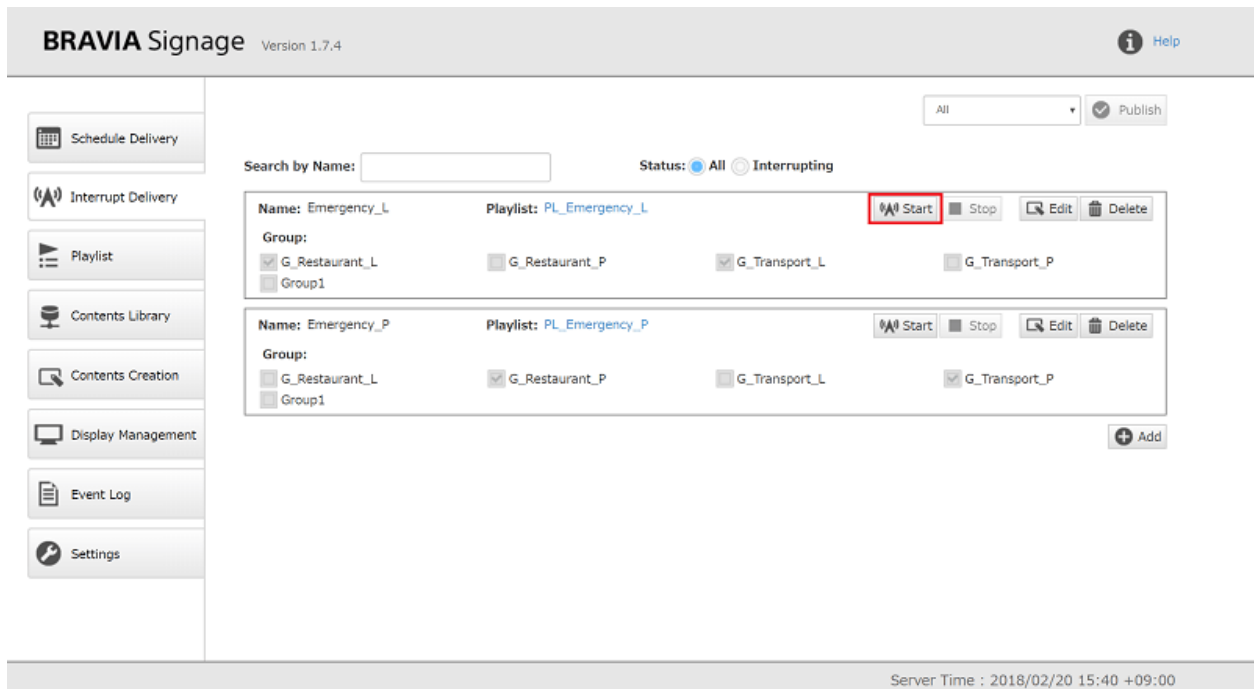 BRAVIA Signage Version 1.7.4
Help
All
Publish
Schedule Delivery
Interrupt Delivery
Playlist
Contents Library
Contents Creation
Display Management
Event Log
Settings
Search by Name:
Status: All Interrupting
Name: Emergency_L Playlist: PL_Emergency_L Start Stop Edit Delete
Group:
G_Restaurant_L G_Restaurant_P G_Transport_L G_Transport_P
Group1
Name: Emergency_P Playlist: PL_Emergency_P Start Stop Edit Delete
Group:
G_Restaurant_L G_Restaurant_P G_Transport_L G_Transport_P
Group1
Add
Server Time : 2018/02/20 15:40 +09:00